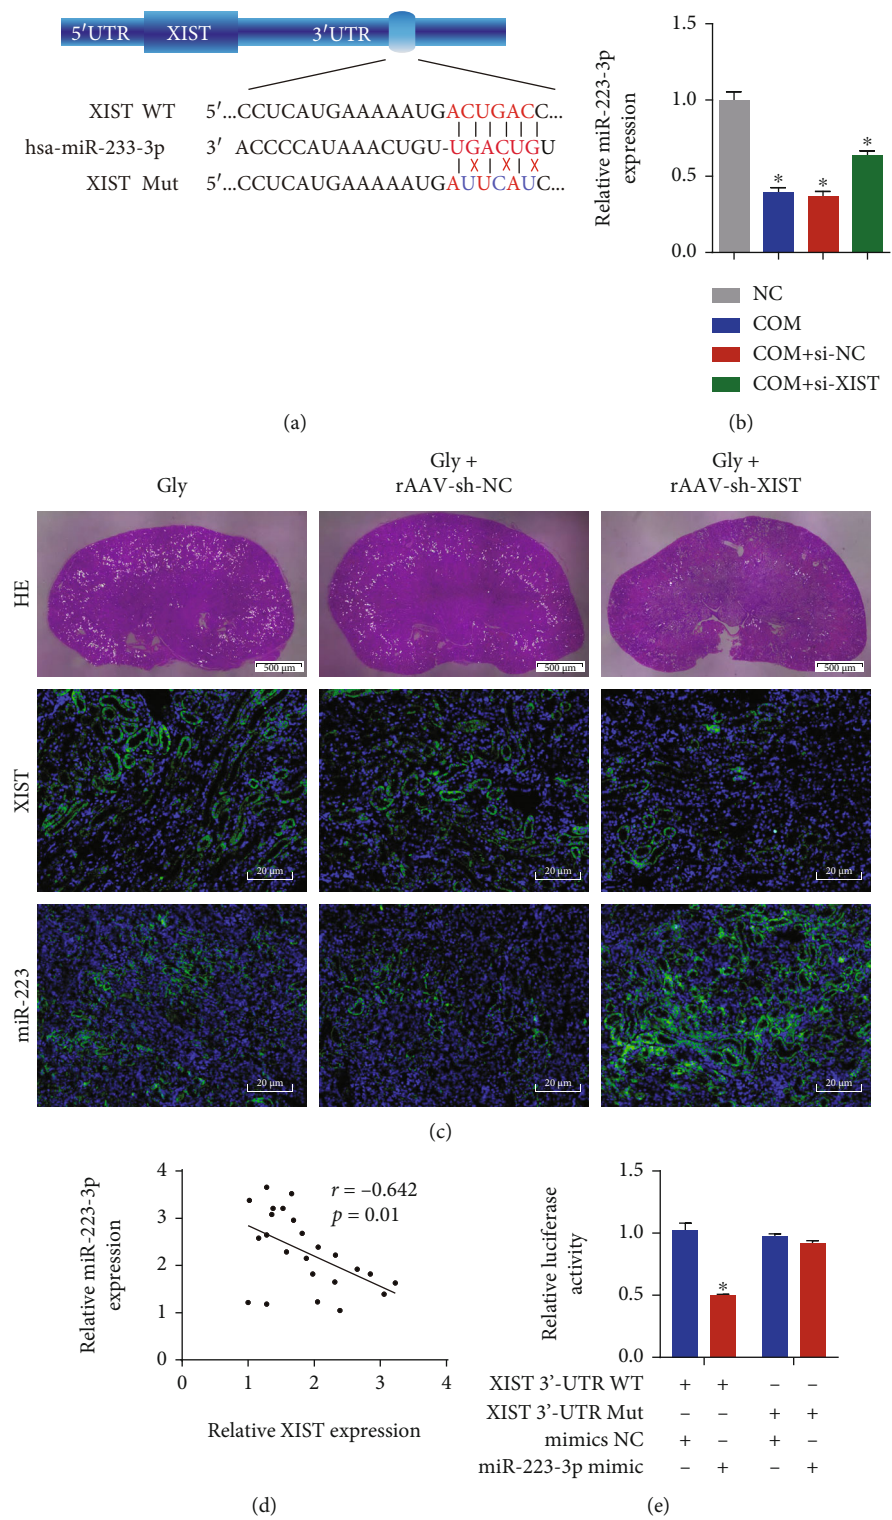 5′UTR XIST 3′UTR
XIST WT 5′...CCUCAUGAAAAAUGACUGACC...
hsa-miR-233-3p 3′ ACCCCAUAAACUGU-UGACUGU
X X X
XIST Mut 5′...CCUCAUGAAAAAUGAUUCAUC...
(a)
Relative miR-223-3p
expression
1.5
1.0
0.5
0.0
* * *
NC
COM
COM+si-NC
COM+si-XIST
(b)
Gly
Gly +
rAAV-sh-NC
Gly +
rAAV-sh-XIST
HE
500 μm
500 μm
500 μm
XIST
20 μm
20 μm
20 μm
miR-223
20 μm
20 μm
20 μm
(c)
Relative miR-223-3p
expression
4
3
2
1
0
r = –0.642
p = 0.01
0 1 2 3 4
Relative XIST expression
(d)
Relative luciferase
activity
1.5
1.0
0.5
0.0
*
XIST 3’-UTR WT + + – –
XIST 3’-UTR Mut – – + +
mimics NC + – + –
miR-223-3p mimic – + – +
(e)